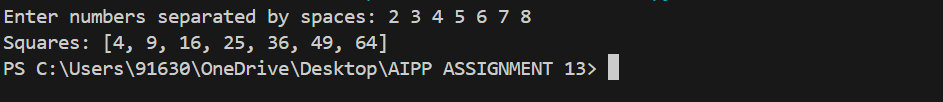 Enter numbers separated by spaces: 2 3 4 5 6 7 8
Squares: [4, 9, 16, 25, 36, 49, 64]
PS C:\Users\91630\OneDrive\Desktop\AIPP ASSIGNMENT 13>